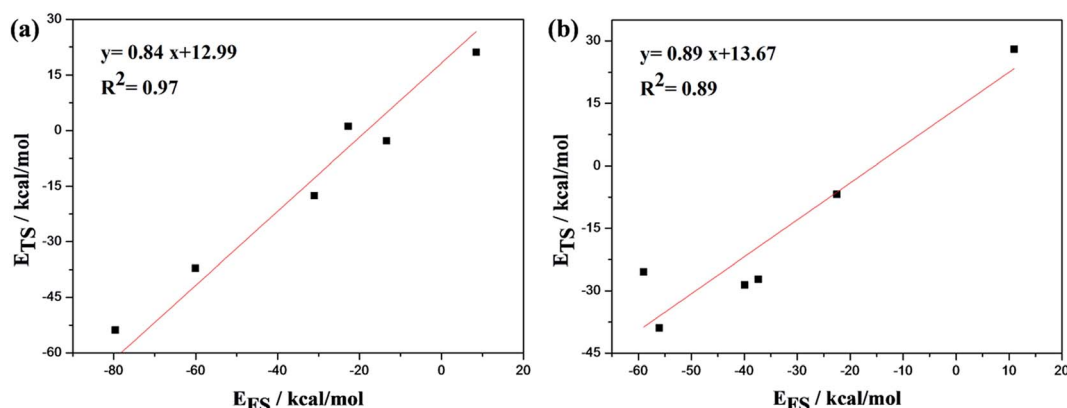 (a)
y= 0.84 x+12.99
R2= 0.97
30
15
0
-15
-30
-45
-60
ETS / kcal/mol
-80
-60
-40
-20
0
20
EFS / kcal/mol
(b)
y= 0.89 x+13.67
R2= 0.89
30
15
0
-15
-30
-45
ETS / kcal/mol
-60
-50
-40
-30
-20
-10
0
10
20
EFS / kcal/mol